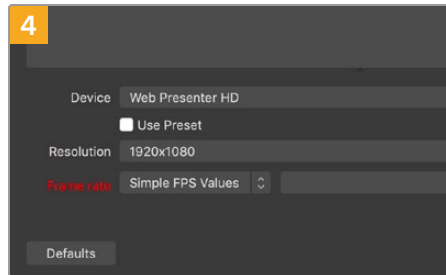 4
Device Web Presenter HD
Use Preset
Resolution 1920x1080
Frame rate Simple FPS Values
Defaults